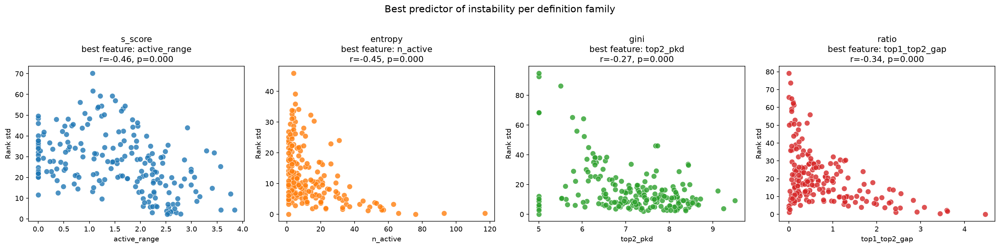 Best predictor of instability per definition family
s_score
best feature: active_range
r=-0.46, p=0.000
Rank std
70
60
50
40
30
20
10
0
0.0 0.5 1.0 1.5 2.0 2.5 3.0 3.5 4.0
active_range
entropy
best feature: n_active
r=-0.45, p=0.000
Rank std
40
30
20
10
0
0 20 40 60 80 100 120
n_active
gini
best feature: top2_pkd
r=-0.27, p=0.000
Rank std
80
60
40
20
0
5 6 7 8 9
top2_pkd
ratio
best feature: top1_top2_gap
r=-0.34, p=0.000
Rank std
80
70
60
50
40
30
20
10
0
0 1 2 3 4
top1_top2_gap